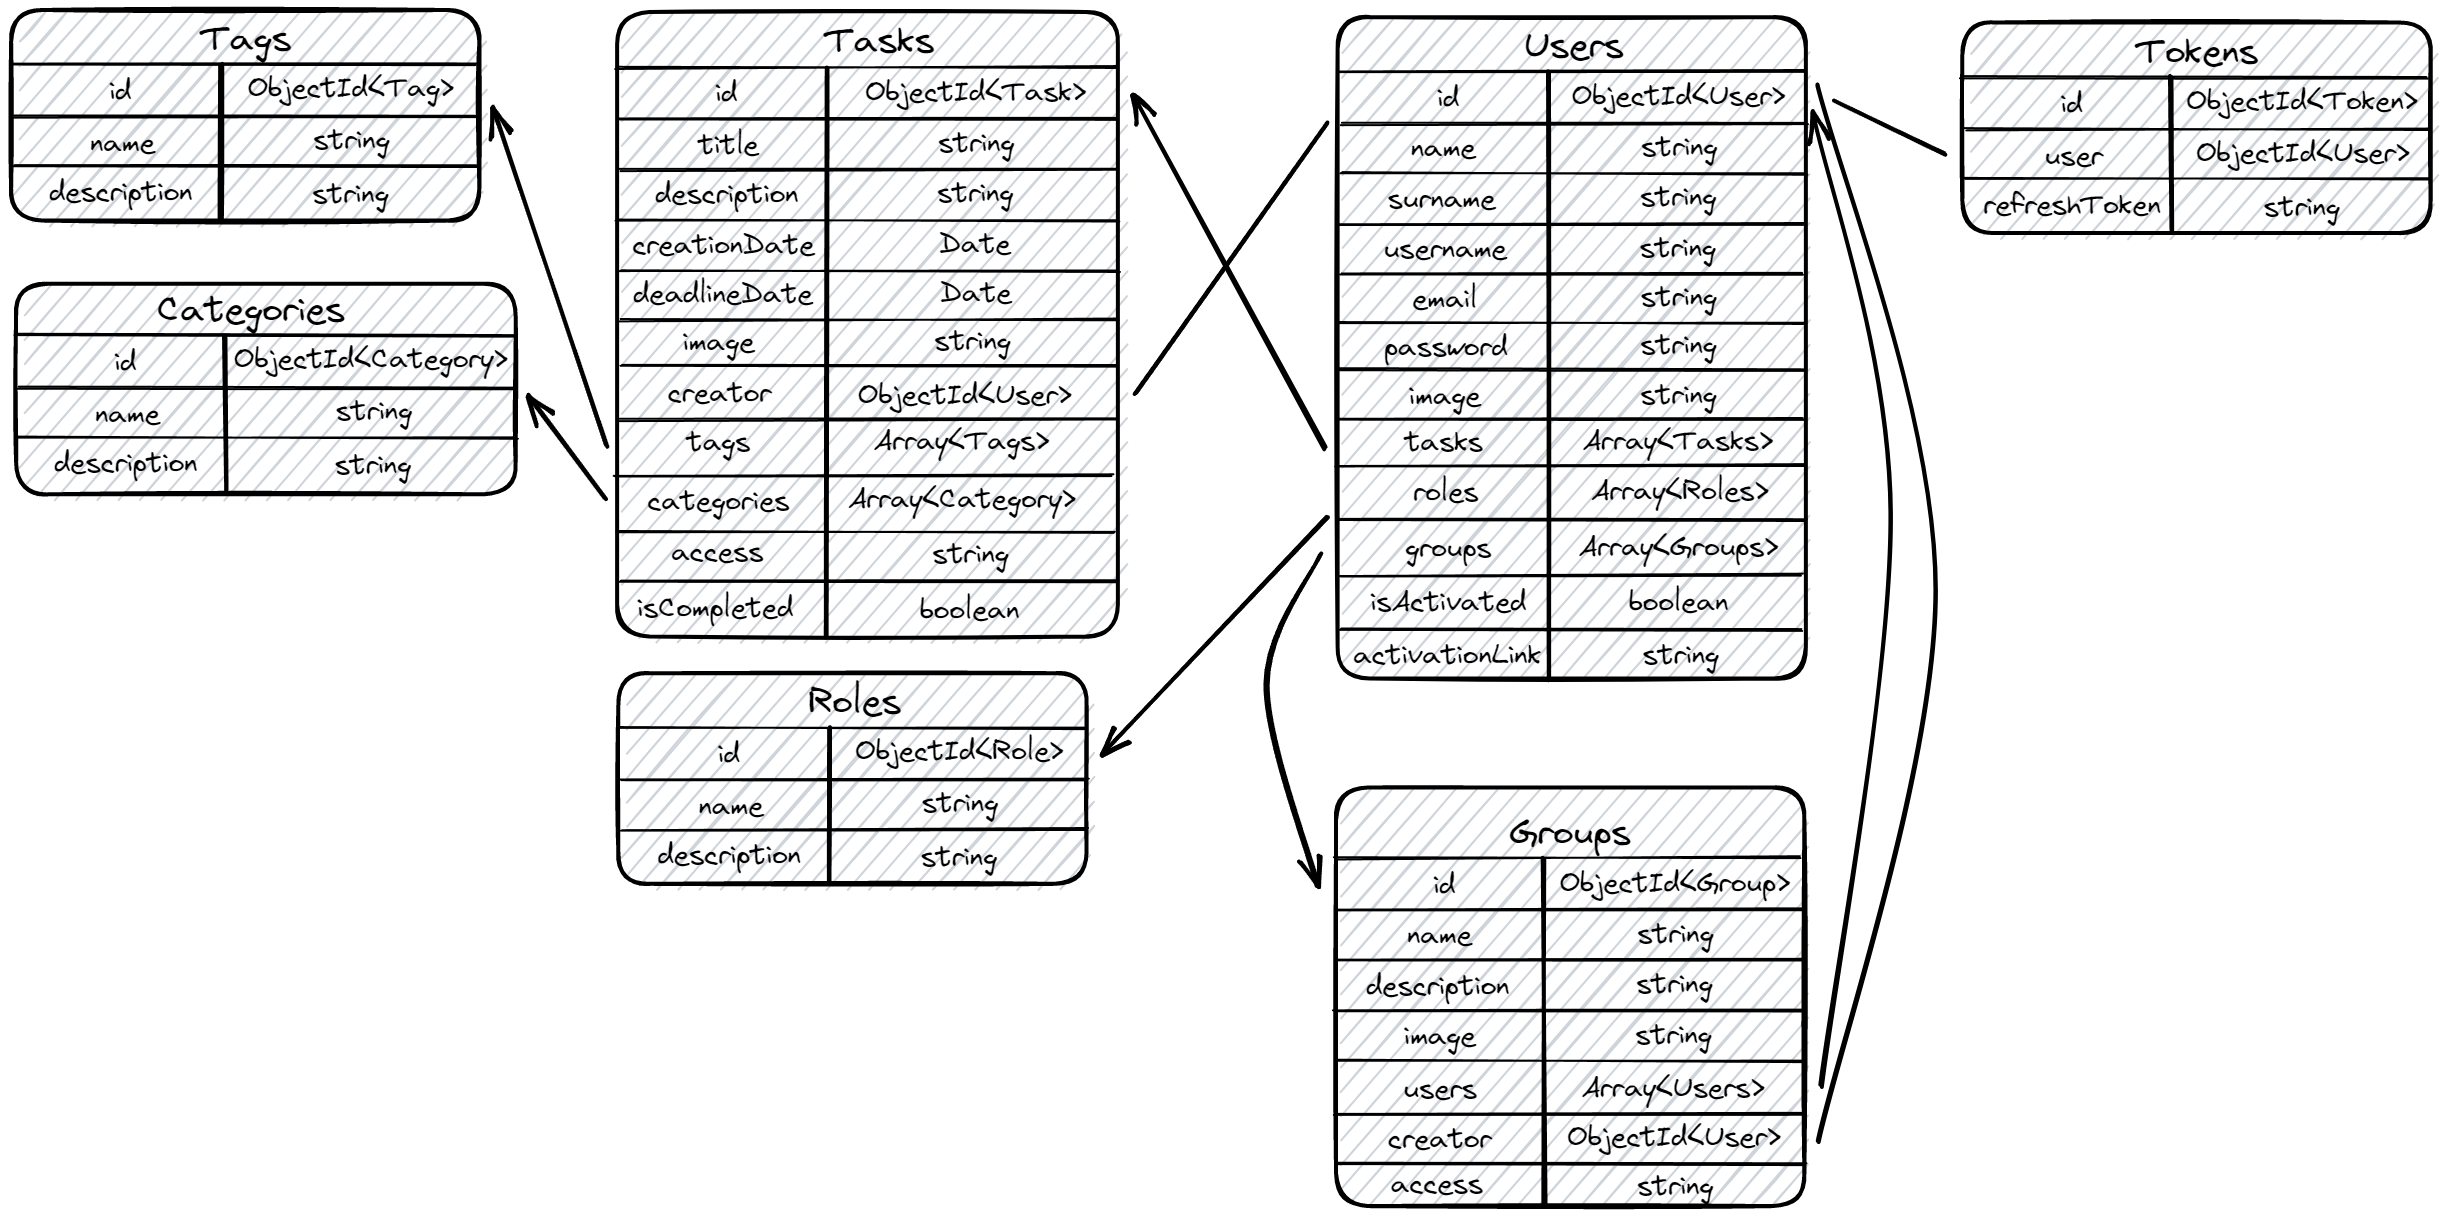 Tags
id ObjectId<Tag>
name string
description string
Categories
id ObjectId<Category>
name string
description string
Tasks
id ObjectId<Task>
title string
description string
creationDate Date
deadlineDate Date
image string
creator ObjectId<User>
tags Array<Tags>
categories Array<Category>
access string
isCompleted boolean
Roles
id ObjectId<Role>
name string
description string
Users
id ObjectId<User>
name string
surname string
username string
email string
password string
image string
tasks Array<Tasks>
roles Array<Roles>
groups Array<Groups>
isActivated boolean
activationLink string
Groups
id ObjectId<Group>
name string
description string
image string
users Array<Users>
creator ObjectId<User>
access string
Tokens
id ObjectId<Token>
user ObjectId<User>
refreshToken string